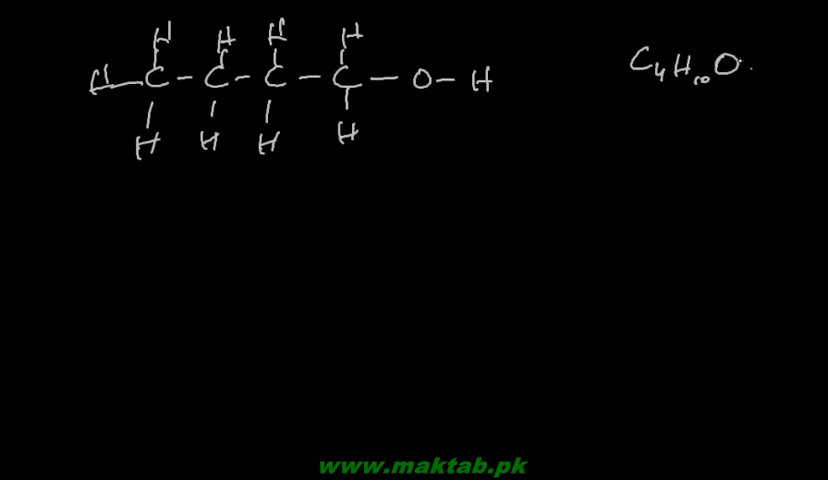 H H H H
H — C — C — C — C — O — H
H H H H
C₄H₁₀O
www.maktab.pk